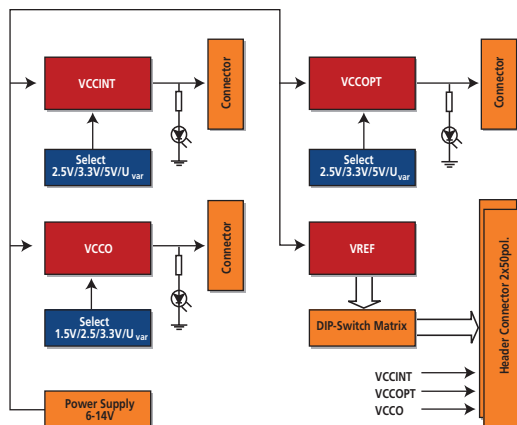 VCCINT
Connector
Select
2.5V/3.3V/5V/Uvar
VCCOPT
Connector
Select
2.5V/3.3V/5V/Uvar
VCCO
Connector
Select
1.5V/2.5/3.3V/Uvar
VREF
DIP-Switch Matrix
Header Connector 2x50pol.
VCCINT
VCCOPT
VCCO
Power Supply
6-14V